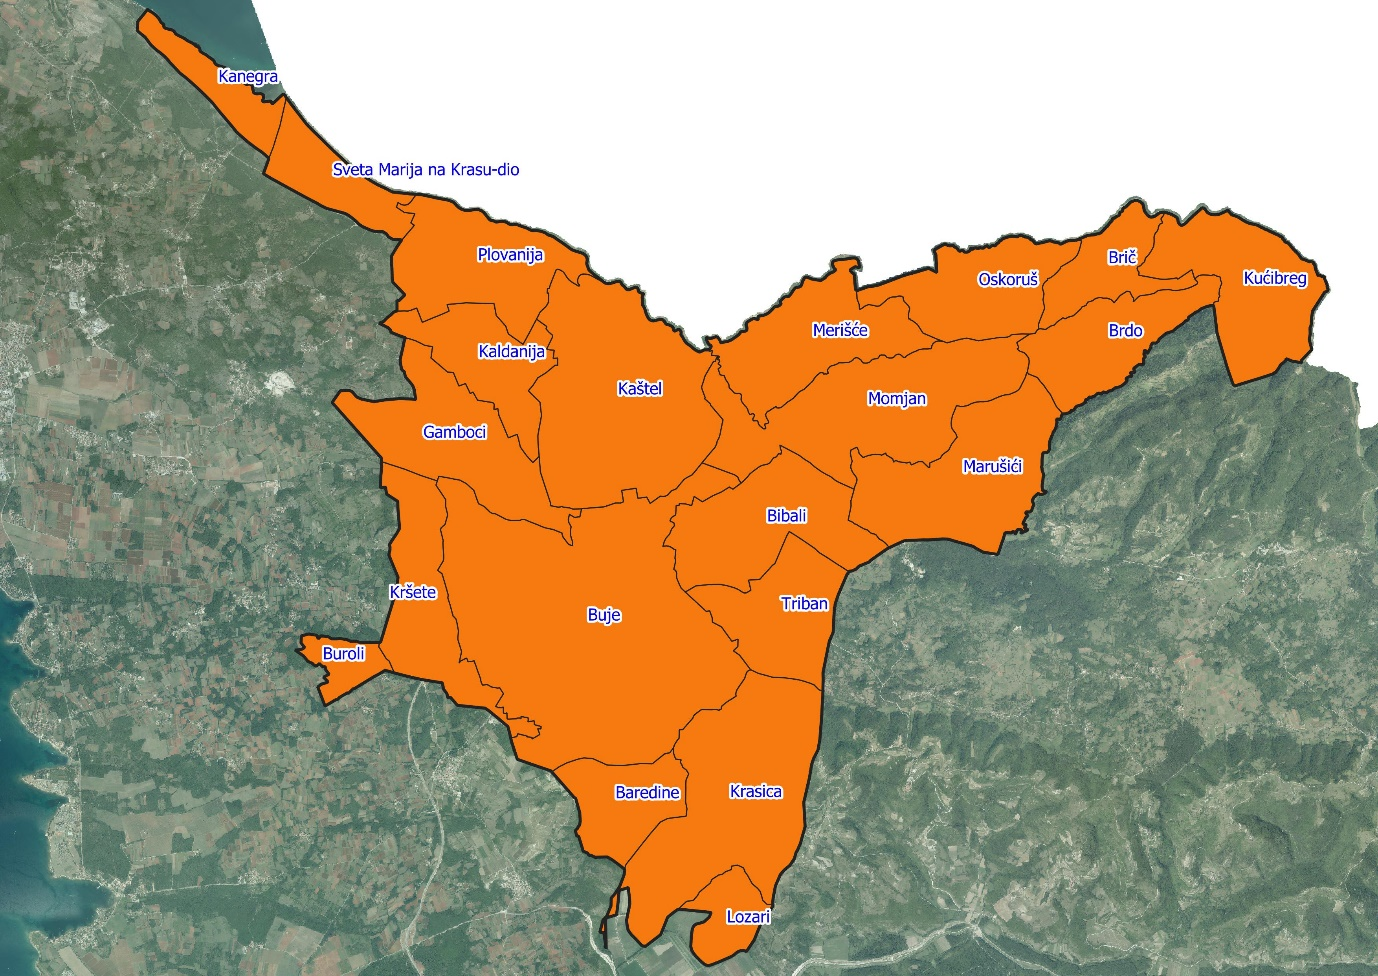 Kanegra
Sveta Marija na Krasu-dio
Plovanija
Brič
Oskoruš
Kućibreg
Merišće
Brdo
Kaldanija
Kaštel
Momjan
Gamboci
Marušići
Bibali
Kršete
Triban
Buje
Buroli
Baredine
Krasica
Lozari